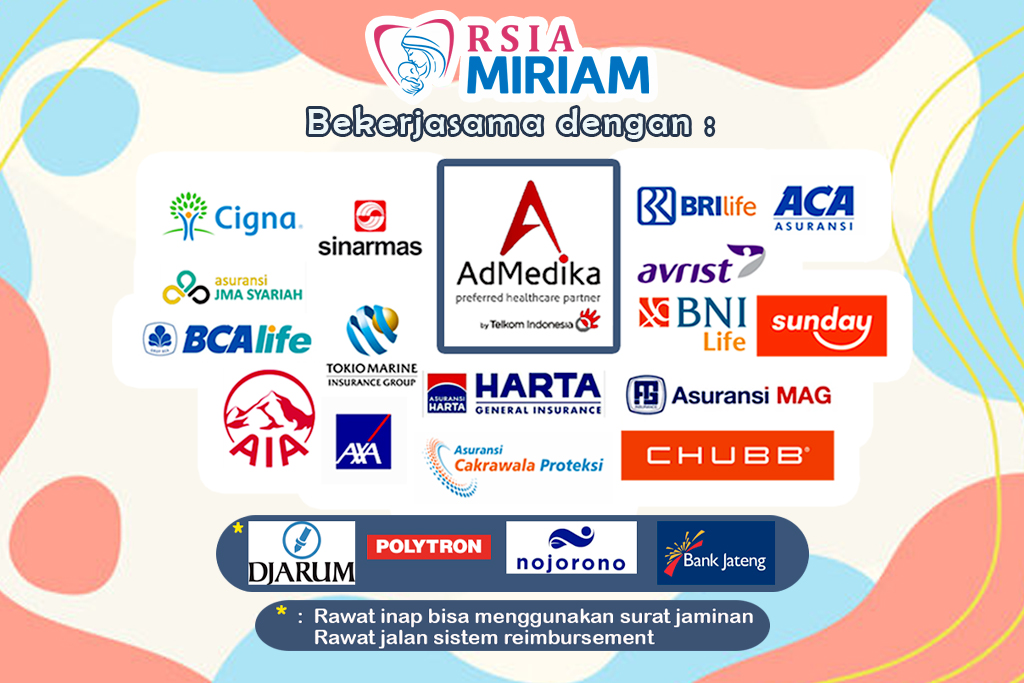 RSIA
MIRIAM
Bekerjasama dengan :
Cigna
sinarmas
AdMedika
preferred healthcare partner
by Telkom Indonesia
BRI life
ACA
ASURANSI
asuransi
JMA SYARIAH
avrist
BCAlife
TOKIO MARINE
INSURANCE GROUP
BNI
Life
sunday
AIA
AXA
ASURANSI
HARTA
HARTA
GENERAL INSURANCE
Asuransi MAG
Asuransi
Cakrawala Proteksi
CHUBB
* DJARUM
POLYTRON
nojorono
Bank Jateng
* : Rawat inap bisa menggunakan surat jaminan
Rawat jalan sistem reimbursement